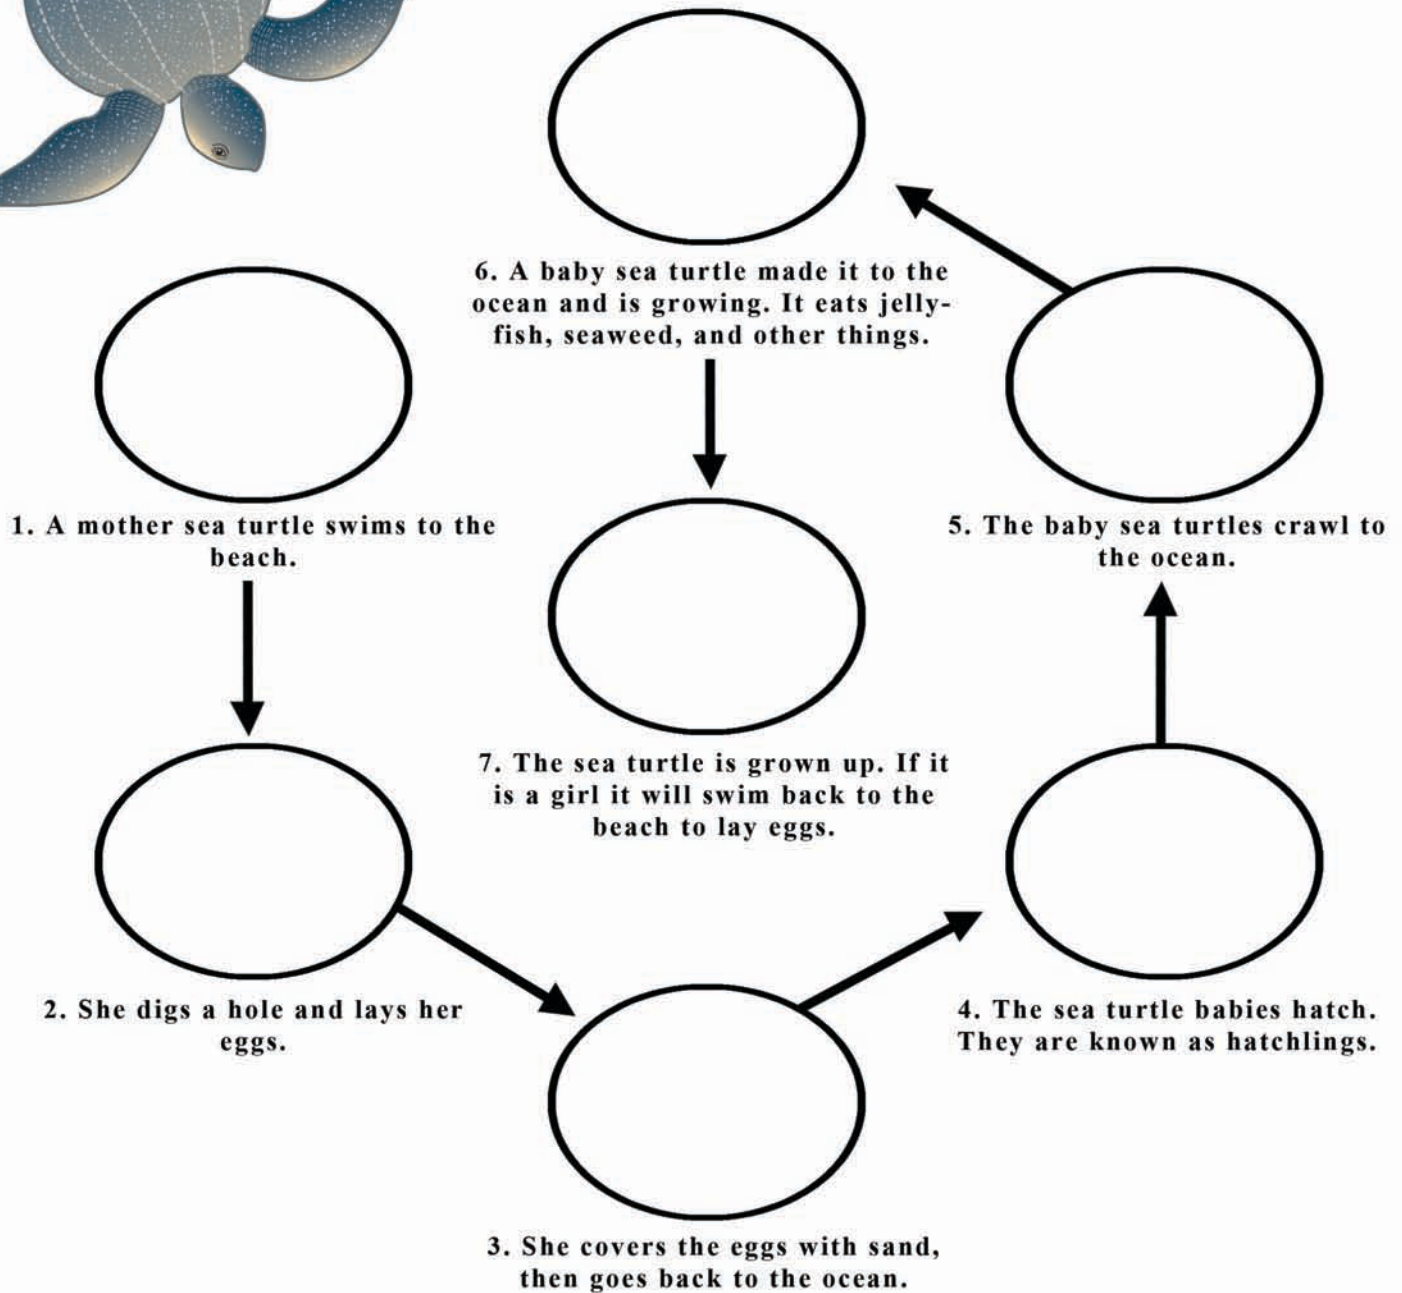 6. A baby sea turtle made it to the
ocean and is growing. It eats jelly-
fish, seaweed, and other things.
1. A mother sea turtle swims to the
beach.
5. The baby sea turtles crawl to
the ocean.
7. The sea turtle is grown up. If it
is a girl it will swim back to the
beach to lay eggs.
2. She digs a hole and lays her
eggs.
4. The sea turtle babies hatch.
They are known as hatchlings.
3. She covers the eggs with sand,
then goes back to the ocean.